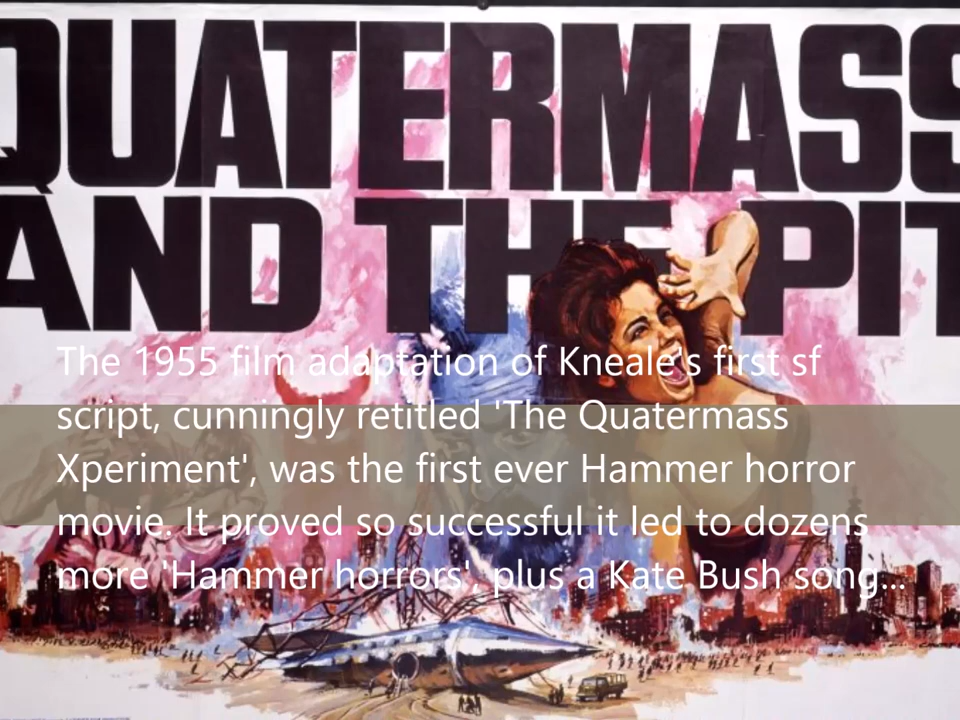 QUATERMASS
AND THE PIT
The 1955 film adaptation of Kneale's first sf
script, cunningly retitled 'The Quatermass
Xperiment', was the first ever Hammer horror
movie. It proved so successful it led to dozens
more 'Hammer horrors', plus a Kate Bush song...